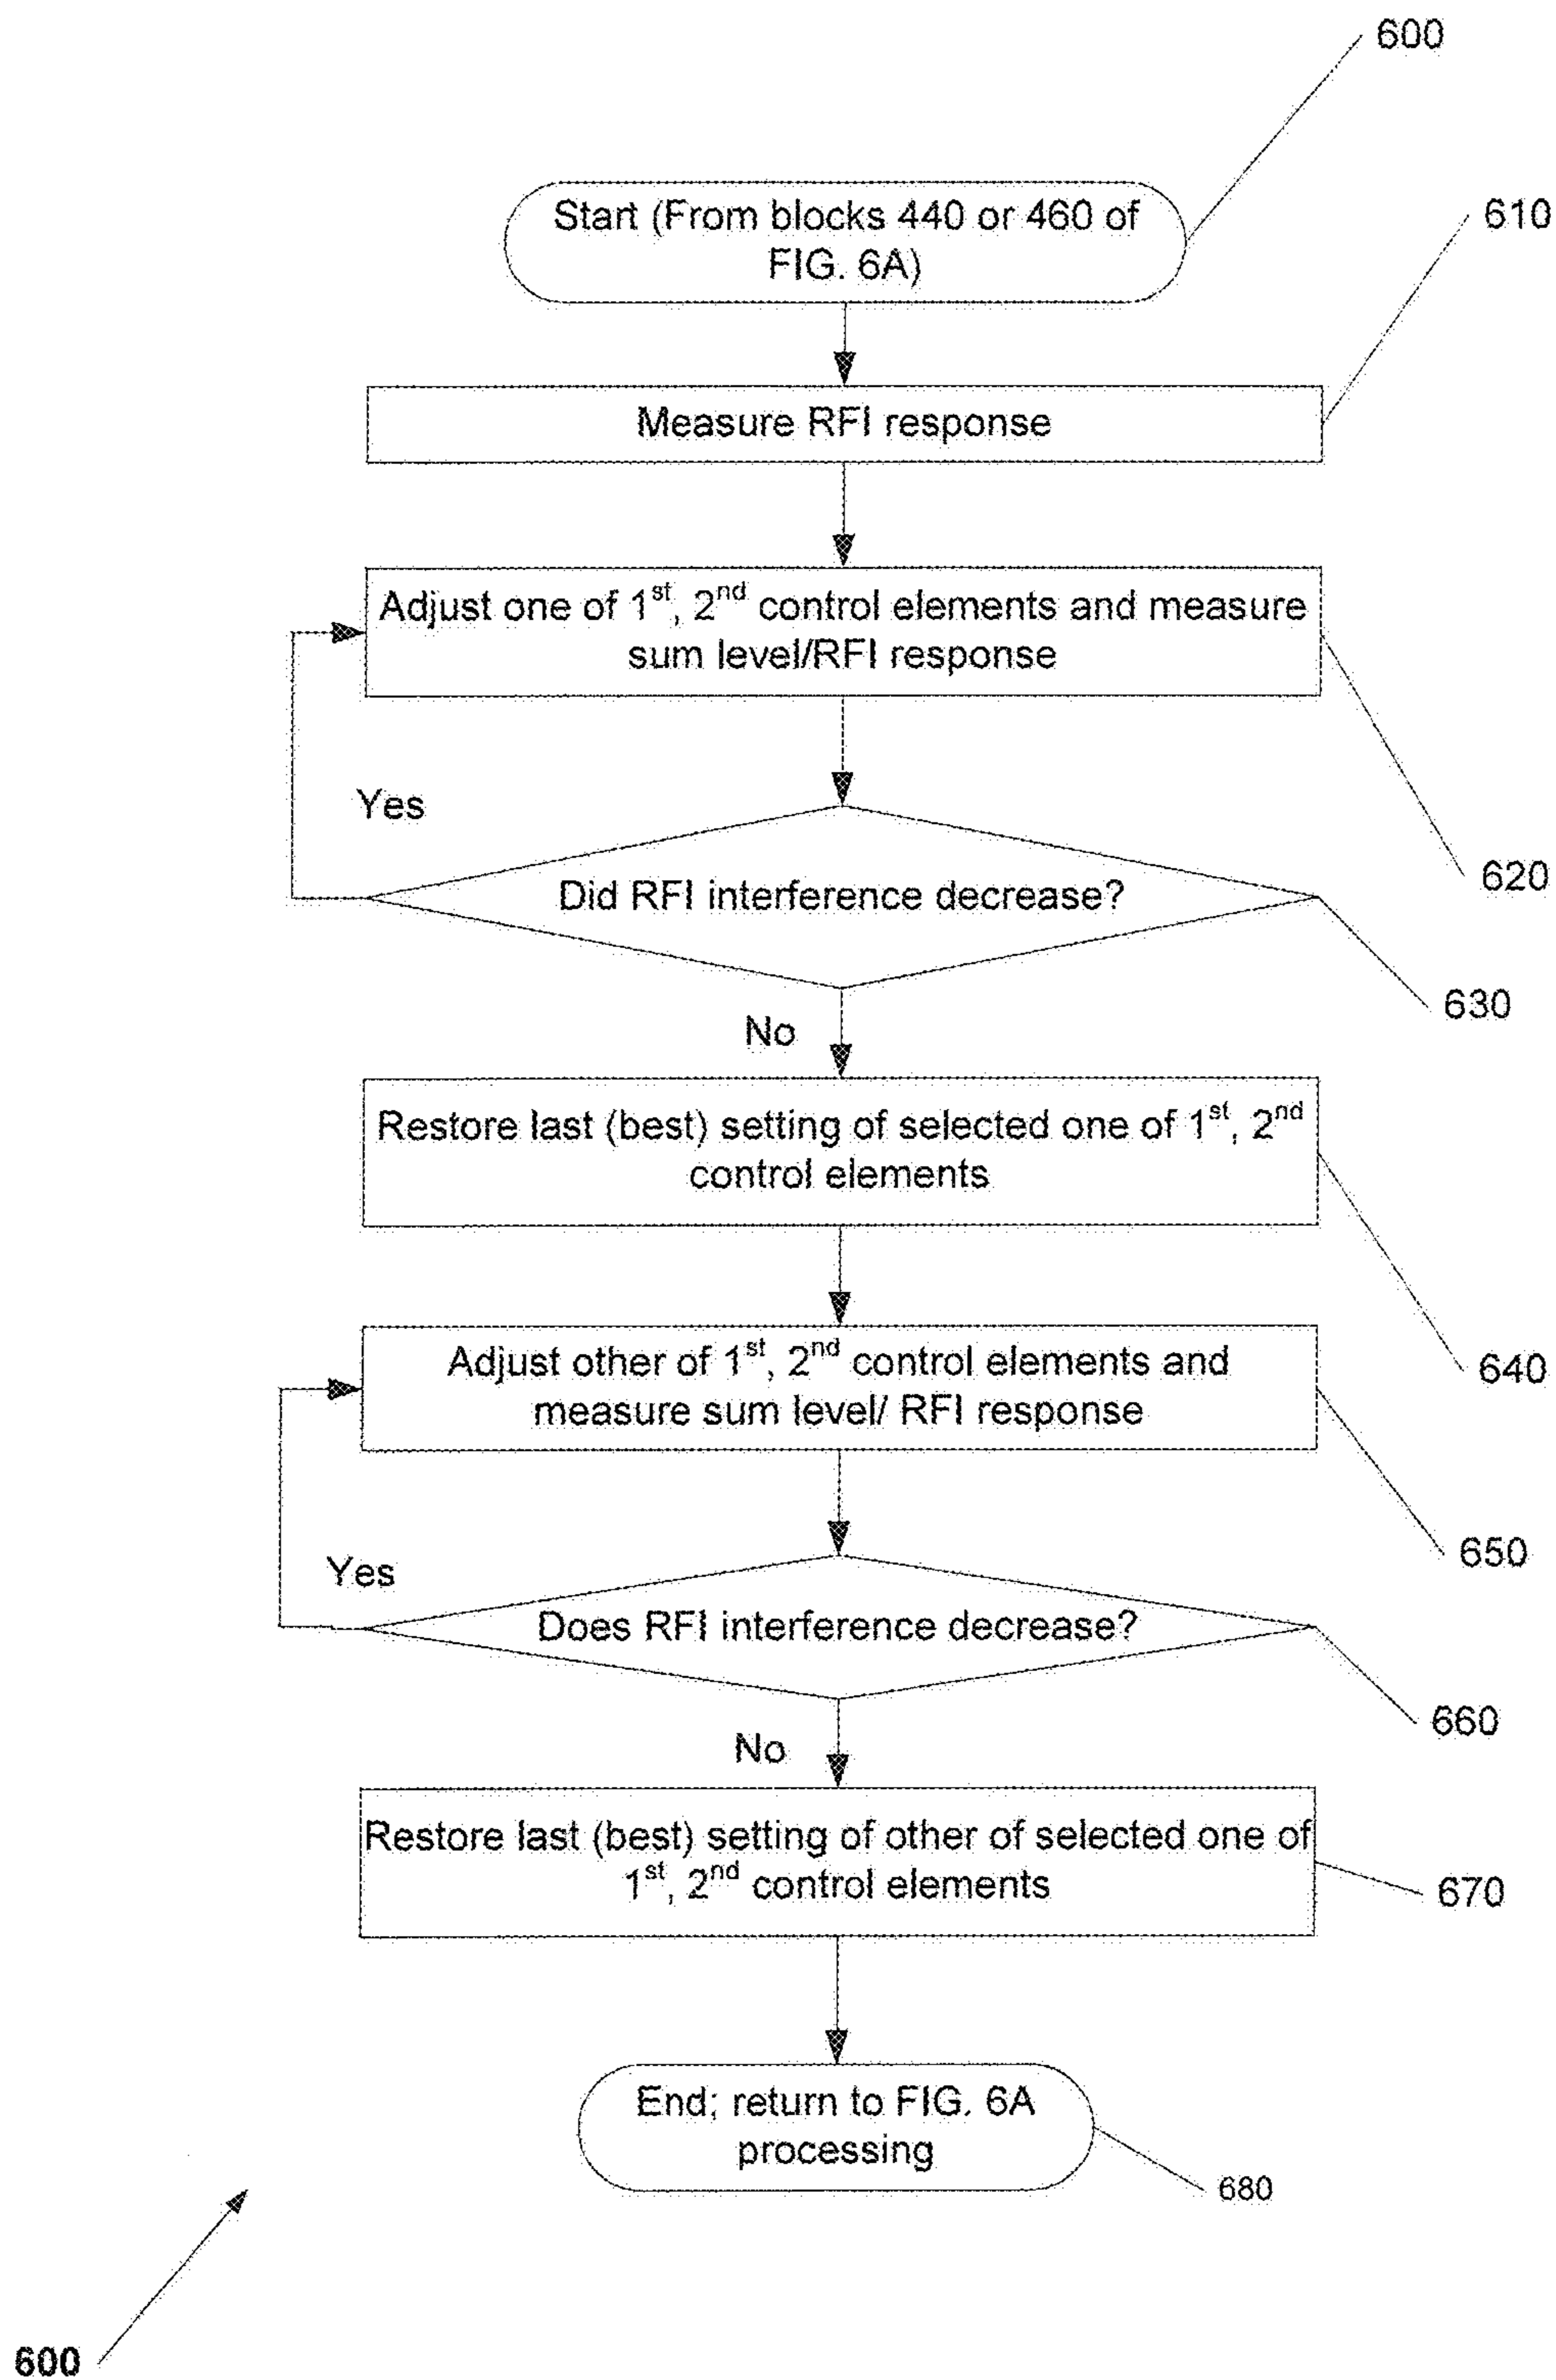 600
Start (From blocks 440 or 460 of
FIG. 6A)
610
Measure RFI response
Adjust one of 1st, 2nd control elements and measure
sum level/RFI response
620
Yes
Did RFI interference decrease?
630
No
Restore last (best) setting of selected one of 1st, 2nd
control elements
640
Adjust other of 1st, 2nd control elements and
measure sum level/ RFI response
650
Yes
Does RFI interference decrease?
660
No
Restore last (best) setting of other of selected one of
1st, 2nd control elements
670
End; return to FIG. 6A
processing
680
600